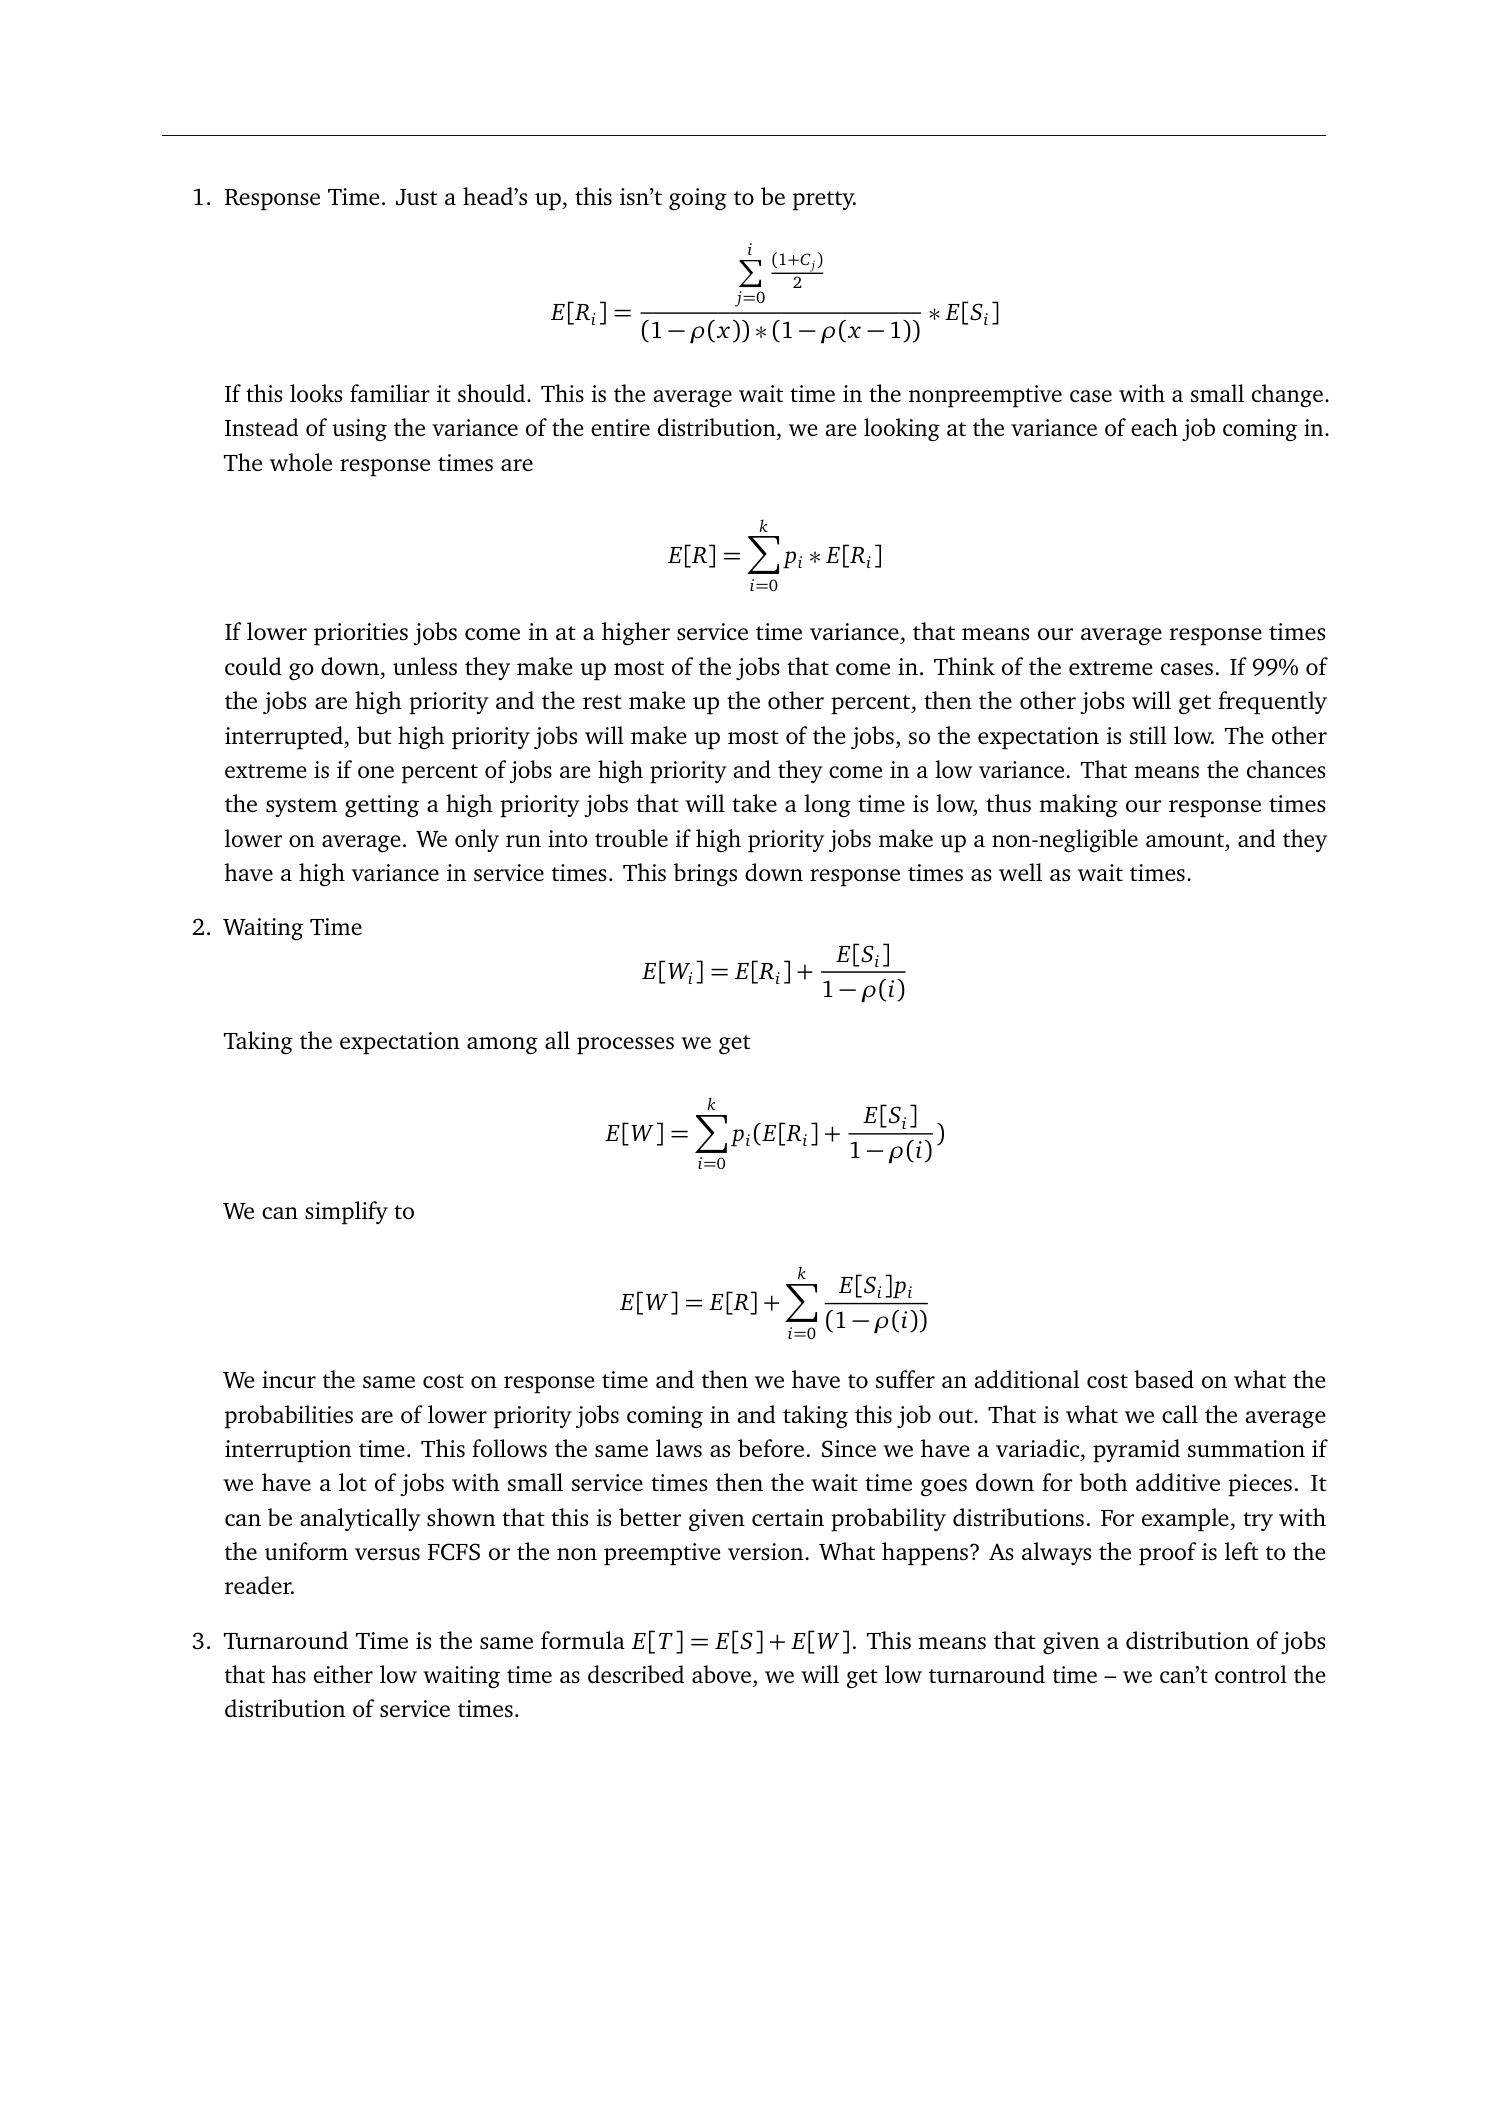 1. Response Time. Just a head's up, this isn't going to be pretty.
E[R_i] = \frac{\sum_{j=0}^{i} \frac{(1+C_j)}{2}}{(1-\rho(x))*(1-\rho(x-1))} * E[S_i]
If this looks familiar it should. This is the average wait time in the nonpreemptive case with a small change.
Instead of using the variance of the entire distribution, we are looking at the variance of each job coming in.
The whole response times are
E[R] = \sum_{i=0}^{k} p_i * E[R_i]
If lower priorities jobs come in at a higher service time variance, that means our average response times
could go down, unless they make up most of the jobs that come in. Think of the extreme cases. If 99% of
the jobs are high priority and the rest make up the other percent, then the other jobs will get frequently
interrupted, but high priority jobs will make up most of the jobs, so the expectation is still low. The other
extreme is if one percent of jobs are high priority and they come in a low variance. That means the chances
the system getting a high priority jobs that will take a long time is low, thus making our response times
lower on average. We only run into trouble if high priority jobs make up a non-negligible amount, and they
have a high variance in service times. This brings down response times as well as wait times.
2. Waiting Time
E[W_i] = E[R_i] + \frac{E[S_i]}{1-\rho(i)}
Taking the expectation among all processes we get
E[W] = \sum_{i=0}^{k} p_i(E[R_i] + \frac{E[S_i]}{1-\rho(i)})
We can simplify to
E[W] = E[R] + \sum_{i=0}^{k} \frac{E[S_i]p_i}{(1-\rho(i))}
We incur the same cost on response time and then we have to suffer an additional cost based on what the
probabilities are of lower priority jobs coming in and taking this job out. That is what we call the average
interruption time. This follows the same laws as before. Since we have a variadic, pyramid summation if
we have a lot of jobs with small service times then the wait time goes down for both additive pieces. It
can be analytically shown that this is better given certain probability distributions. For example, try with
the uniform versus FCFS or the non preemptive version. What happens? As always the proof is left to the
reader.
3. Turnaround Time is the same formula E[T] = E[S] + E[W]. This means that given a distribution of jobs
that has either low waiting time as described above, we will get low turnaround time – we can't control the
distribution of service times.